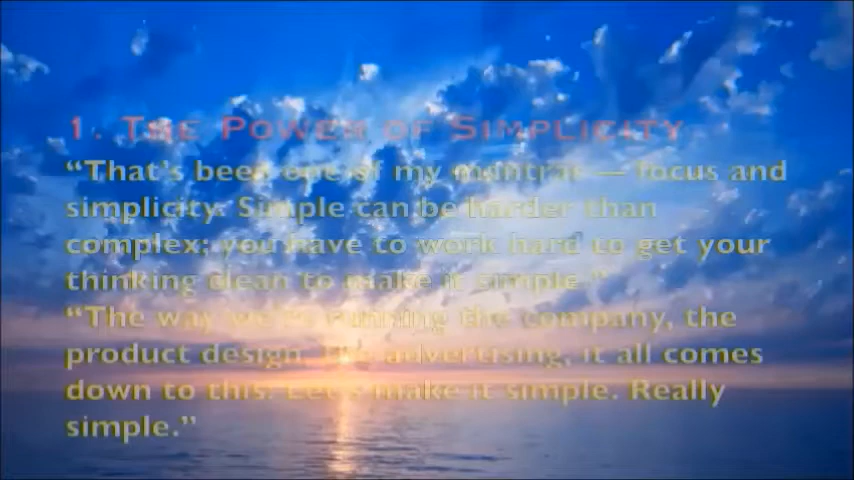 1. The Power of Simplicity
“That's been one of my mantras — focus and
simplicity. Simple can be harder than
complex; you have to work hard to get your
thinking clean to make it simple.”
“The way we're running the company, the
product design, the advertising, it all comes
down to this: Let's make it simple. Really
simple.”